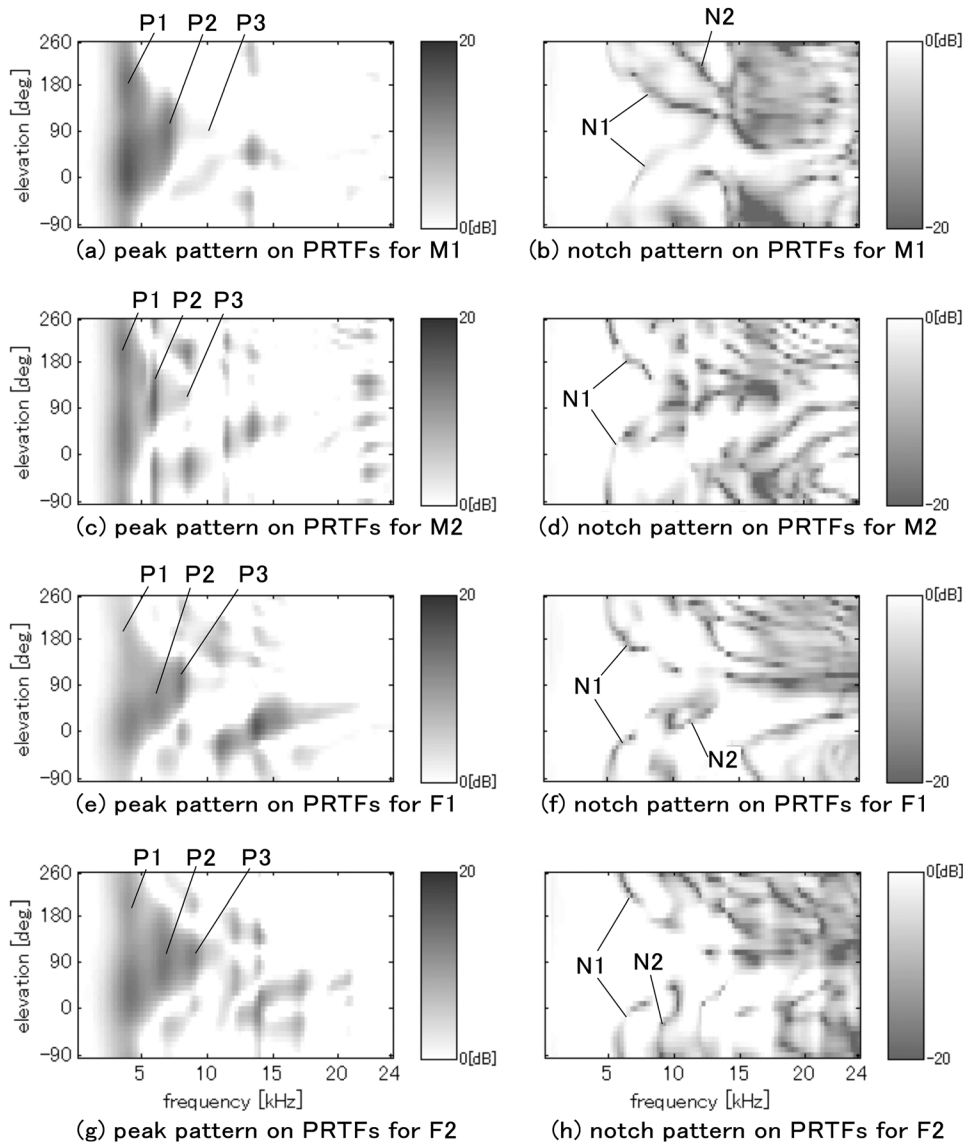 P1 P2 P3
N2
260
180
90
0
-90
elevation [deg.]
20
0[dB]
N1
0[dB]
-20
(a) peak pattern on PRTFs for M1
(b) notch pattern on PRTFs for M1
P1 P2 P3
260
180
90
0
-90
elevation [deg.]
20
0[dB]
N1
0[dB]
-20
(c) peak pattern on PRTFs for M2
(d) notch pattern on PRTFs for M2
P1 P2 P3
260
180
90
0
-90
elevation [deg.]
20
0[dB]
N1
N2
0[dB]
-20
(e) peak pattern on PRTFs for F1
(f) notch pattern on PRTFs for F1
P1 P2 P3
260
180
90
0
-90
elevation [deg.]
20
0[dB]
N1 N2
0[dB]
-20
5 10 15 20 24
frequency [kHz]
5 10 15 20 24
frequency [kHz]
(g) peak pattern on PRTFs for F2
(h) notch pattern on PRTFs for F2